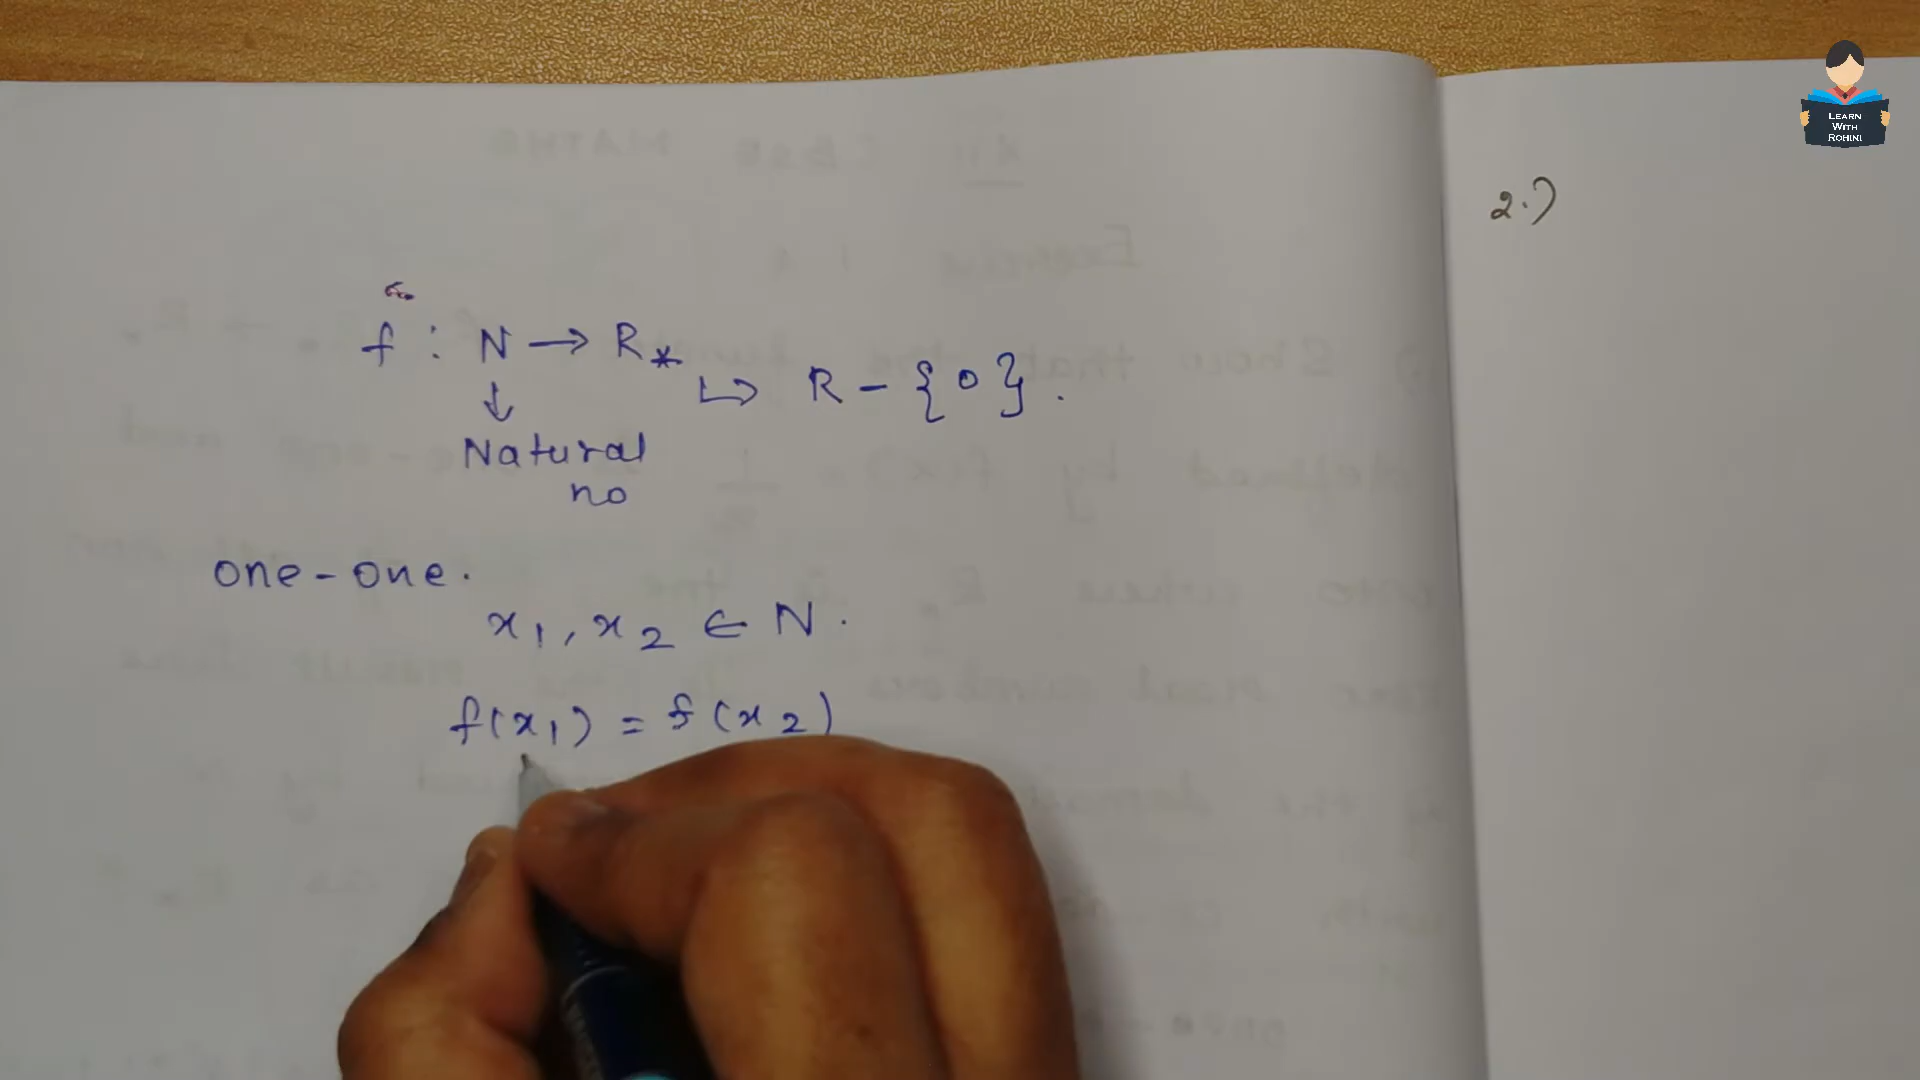 f : N → R*
↳ R - {0}.
↓
Natural
no
one-one.
x1, x2 ∈ N.
f(x1) = f(x2)
2.)
LEARN
WITH
ROHINI